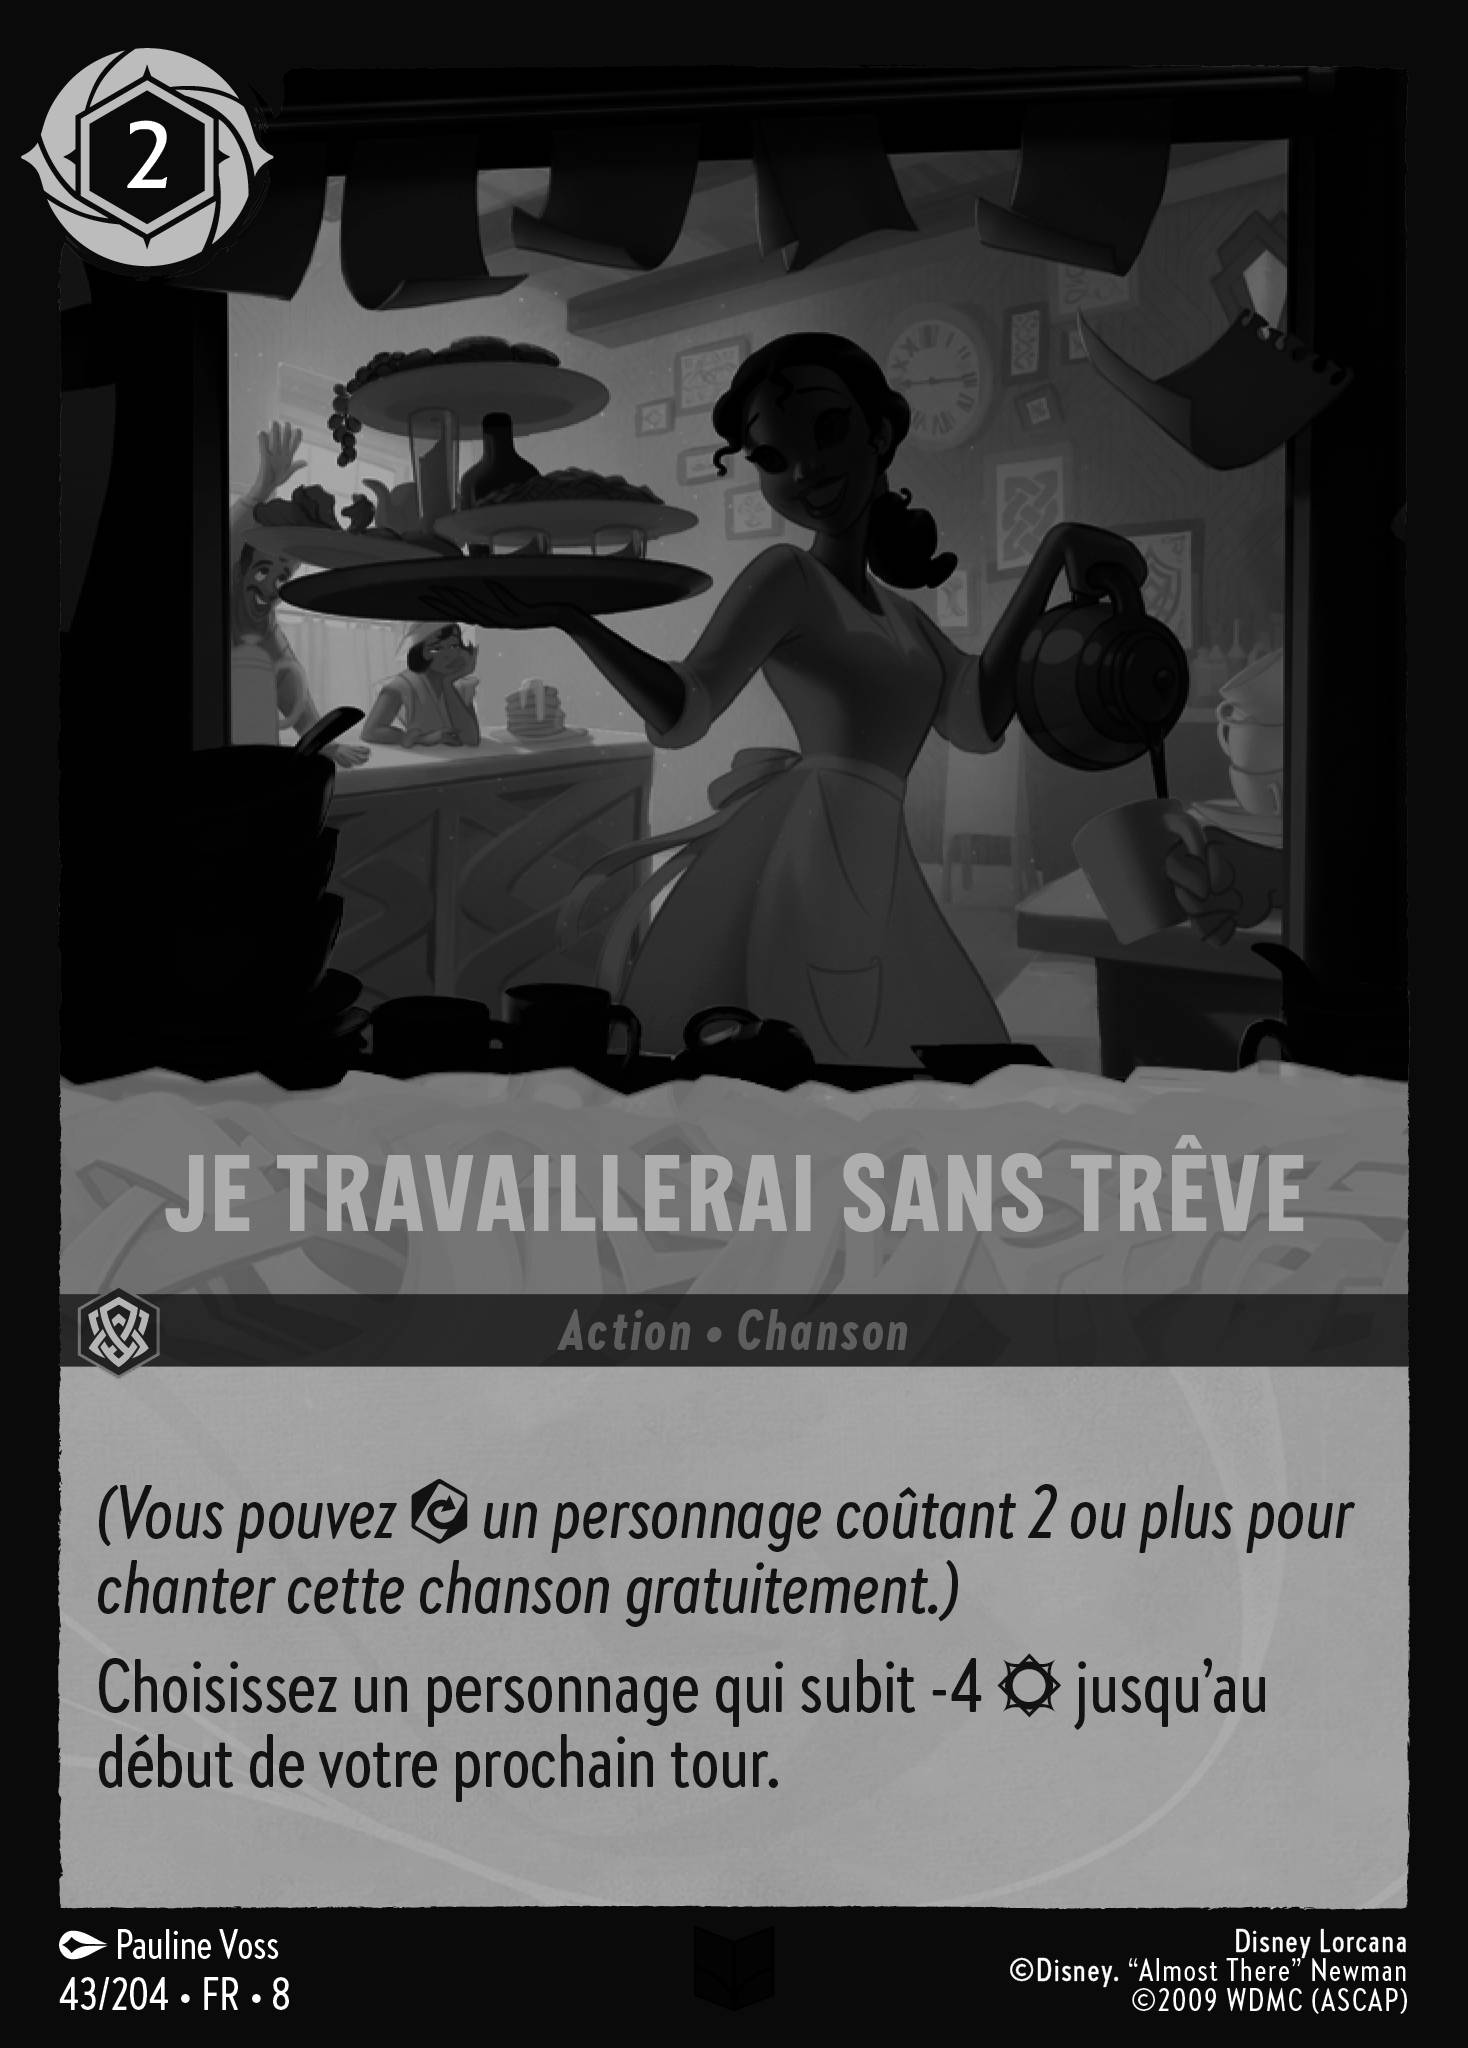 2
JE TRAVAILLERAI SANS TRÊVE
Action • Chanson
(Vous pouvez un personnage coûtant 2 ou plus pour
chanter cette chanson gratuitement.)
Choisissez un personnage qui subit -4 jusqu’au
début de votre prochain tour.
Pauline Voss
43/204 • FR • 8
Disney Lorcana
©Disney. “Almost There” Newman
©2009 WDMC (ASCAP)